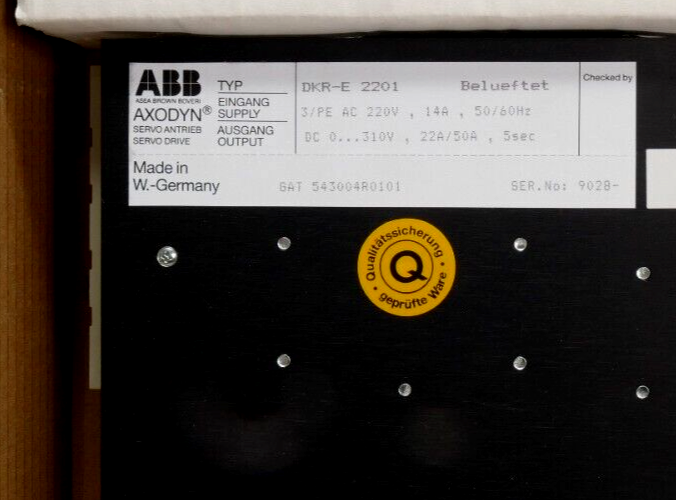 ABB
ASEA BROWN BOVERI
AXODYN®
SERVO ANTRIEB
SERVO DRIVE
TYP DKR-E 2201 Belueftet
EINGANG
SUPPLY 3/PE AC 220V , 14A , 50/60Hz
AUSGANG
OUTPUT DC 0...310V , 22A/50A , 5sec
Checked by
Made in
W.-Germany GAT 543004R0101 SER.No: 9028-
Qualitätssicherung
Q
• geprüfte Ware •